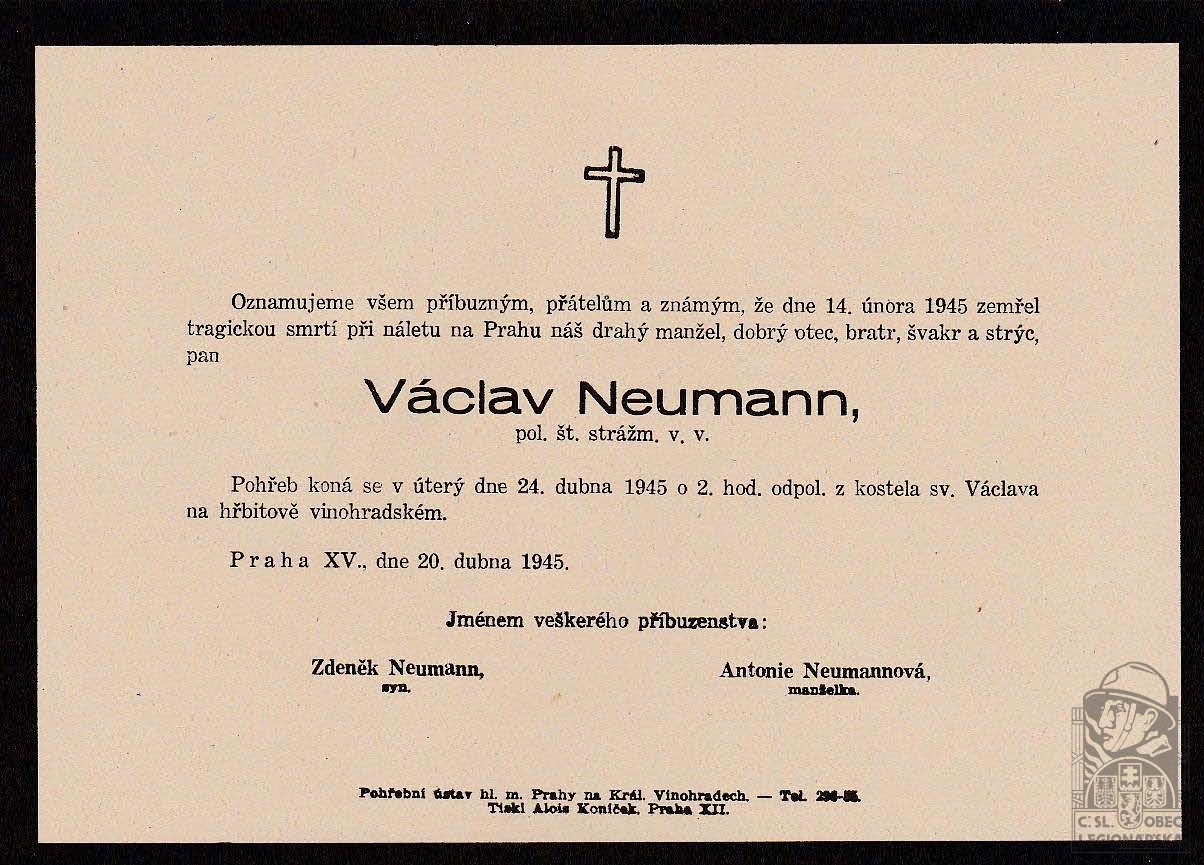 Oznamujeme všem příbuzným, přátelům a známým, že dne 14. února 1945 zemřel
tragickou smrtí při náletu na Prahu náš drahý manžel, dobrý otec, bratr, švakr a strýc,
pan
Václav Neumann,
pol. št. strážm. v. v.
Pohřeb koná se v úterý dne 24. dubna 1945 o 2. hod. odpol. z kostela sv. Václava
na hřbitově vinohradském.
Praha XV., dne 20. dubna 1945.
Jménem veškerého příbuzenstva:
Zdeněk Neumann,
syn.
Antonie Neumannová,
manželka.
Pohřební ústav hl. m. Prahy na Král. Vinohradech. — Tel.
Tiskl Alois Koníček, Praha XII.
Č. SL. OBEC
LEGIONÁŘSKÁ